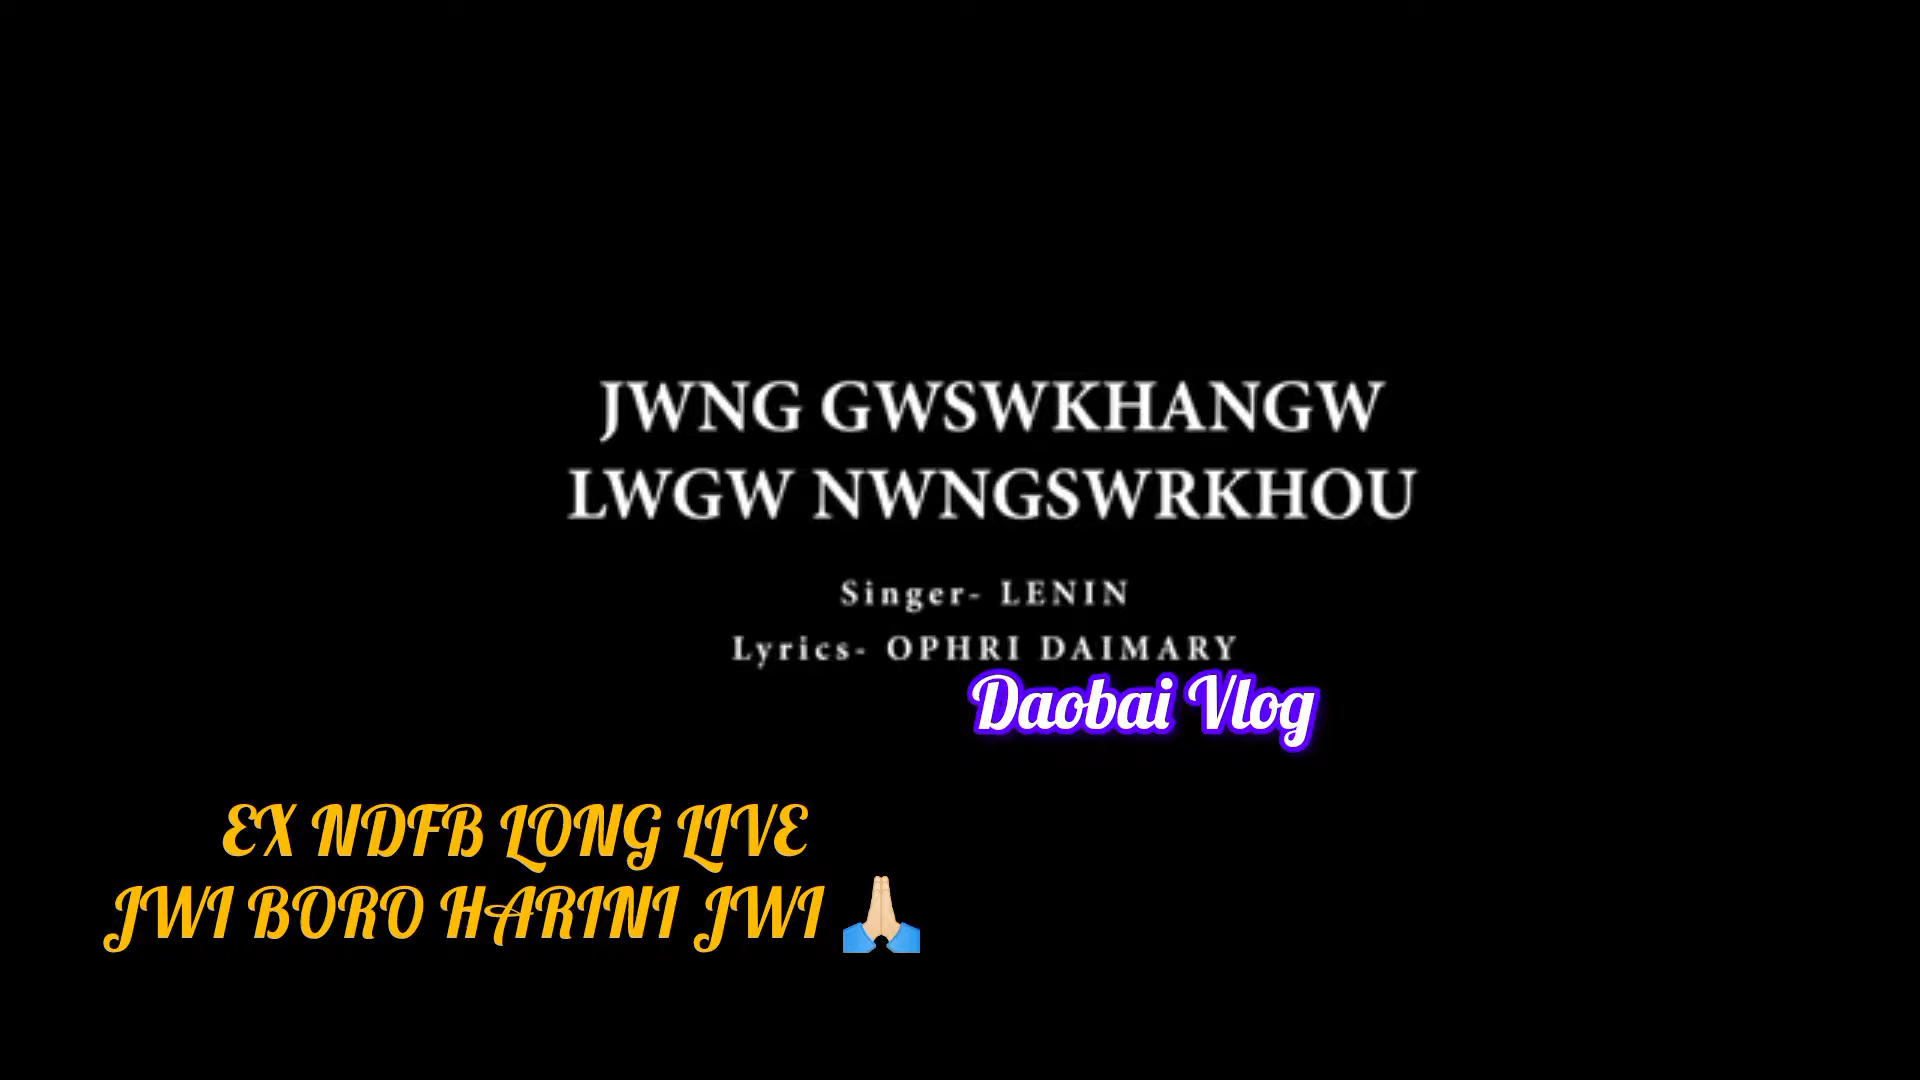 JWNG GWSWKHANGW
LWGW NWNGSWRKHOU
Singer- LENIN
Lyrics- OPHRI DAIMARY
Daobai Vlog
EX NDFB LONG LIVE
JWI BORO HARINI JWI 🙏🏻